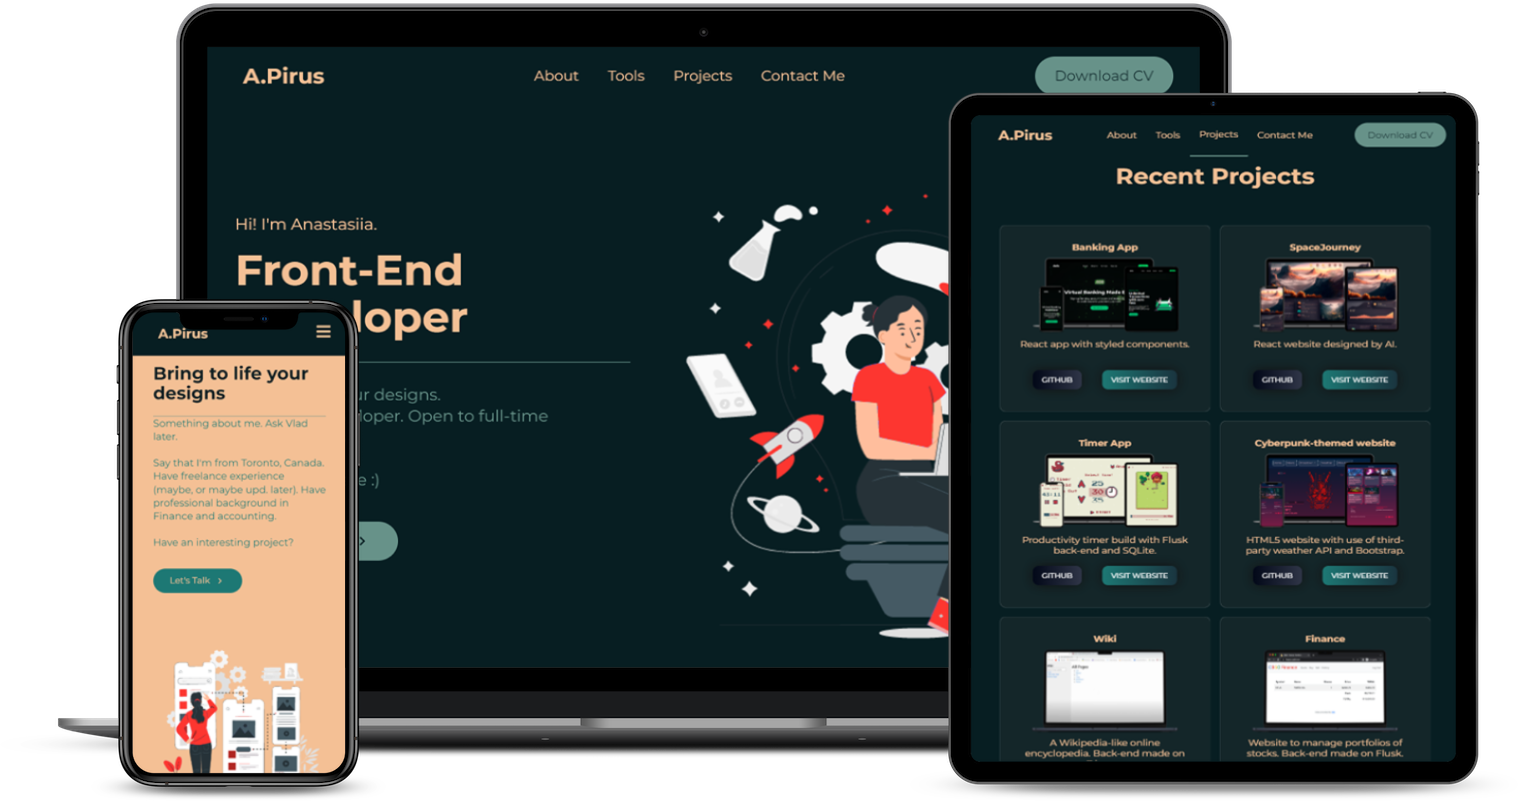 A.Pirus
About
Tools
Projects
Contact Me
Download CV
Hi! I'm Anastasiia.
Front-End
loper
ur designs.
loper. Open to full-time
e :)
A.Pirus
Bring to life your
designs
Something about me. Ask Vlad
later.
Say that I'm from Toronto, Canada.
Have freelance experience
(maybe, or maybe upd. later). Have
professional background in
Finance and accounting.
Have an interesting project?
Let's Talk
A.Pirus
About
Tools
Projects
Contact Me
Download CV
Recent Projects
Banking App
React app with styled components.
GITHUB
VISIT WEBSITE
SpaceJourney
React website designed by AI.
GITHUB
VISIT WEBSITE
Timer App
Productivity timer build with Flusk
back-end and SQLite.
GITHUB
VISIT WEBSITE
Cyberpunk-themed website
HTML5 website with use of third-
party weather API and Bootstrap.
GITHUB
VISIT WEBSITE
Wiki
A Wikipedia-like online
encyclopedia. Back-end made on
Finance
Website to manage portfolios of
stocks. Back-end made on Flusk.